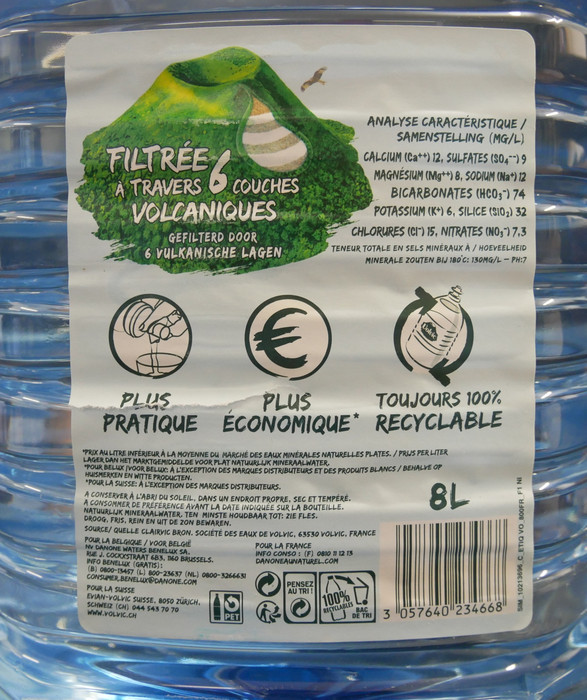 FILTRÉE
À TRAVERS 6 COUCHES
VOLCANIQUES
GEFILTERD DOOR
6 VULKANISCHE LAGEN
ANALYSE CARACTÉRISTIQUE /
SAMENSTELLING (MG/L)
CALCIUM (Ca⁺⁺) 12, SULFATES (SO₄⁻⁻) 9
MAGNÉSIUM (Mg⁺⁺) 8, SODIUM (Na⁺) 12
BICARBONATES (HCO₃⁻) 74
POTASSIUM (K⁺) 6, SILICE (SiO₂) 32
CHLORURES (Cl⁻) 15, NITRATES (NO₃⁻) 7,3
TENEUR TOTALE EN SELS MINÉRAUX À / HOEVEELHEID
MINERALE ZOUTEN BIJ 180°C: 130MG/L – PH:7
PLUS
PRATIQUE
PLUS
ÉCONOMIQUE*
TOUJOURS 100%
RECYCLABLE
*PRIX AU LITRE INFÉRIEUR À LA MOYENNE DU MARCHÉ DES EAUX MINÉRALES NATURELLES PLATES. / PRIJS PER LITER
LAGER DAN HET MARKTGEMIDDELDE VOOR PLAT NATUURLIJK MINERAALWATER.
*POUR BELUX /VOOR BELUX: À L'EXCEPTION DES MARQUES DISTRIBUTEURS ET DES PRODUITS BLANCS / BEHALVE OP
HUISMERKEN EN WITTE PRODUCTEN.
*POUR LA SUISSE: À L'EXCEPTION DES MARQUES DISTRIBUTEURS.
A CONSERVER À L'ABRI DU SOLEIL, DANS UN ENDROIT PROPRE, SEC ET TEMPÉRÉ.
A CONSOMMER DE PRÉFÉRENCE AVANT LA DATE INDIQUÉE SUR LA BOUTEILLE.
NATUURLIJK MINERAALWATER. TEN MINSTE HOUDBAAR TOT: ZIE FLES.
DROOG, FRIS, REIN EN UIT DE ZON BEWAREN.
8L
SOURCE/ QUELLE CLAIRVIC BRON. SOCIÉTÉ DES EAUX DE VOLVIC, 63530 VOLVIC, FRANCE
POUR LA BELGIQUE / VOOR BELGIË
NV DANONE WATERS BENELUX SA,
RUE J. COCKXSTRAAT 6B3, 1160 BRUSSELS.
INFO BENELUX (GRATIS):
(B) 0800-13457 (L) 800-23637 (NL) 0800-3266631
CONSUMER.BENELUX@DANONE.COM
POUR LA SUISSE
EVIAN-VOLVIC SUISSE, 8050 ZÜRICH,
SCHWEIZ (CH) 044 543 70 70
WWW.VOLVIC.CH
POUR LA FRANCE
INFO CONSO : (F) 0810 11 12 13
DANONEAUNATUREL.COM
PET
PENSEZ
AU TRI !
100%
RECYCLABLES
BAC
DE TRI
3 057640 234668
SIM_10213696_C_ETIQ VO_800FR_F1 NI